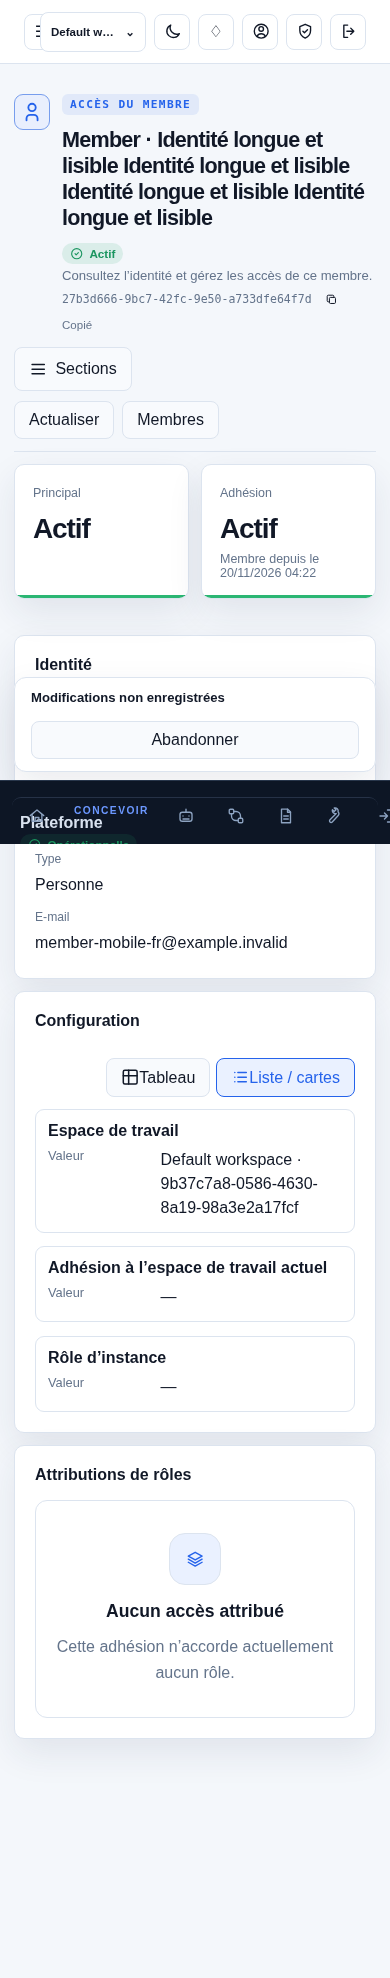 Default w…
ACCÈS DU MEMBRE
Member · Identité longue et
lisible Identité longue et lisible
Identité longue et lisible Identité
longue et lisible
Actif
Consultez l’identité et gérez les accès de ce membre.
27b3d666-9bc7-42fc-9e50-a733dfe64f7d
Copié
Sections
Actualiser
Membres
Principal
Actif
Adhésion
Actif
Membre depuis le
20/11/2026 04:22
Identité
Modifications non enregistrées
Abandonner
CONCEVOIR
Plateforme
Opérationnelle
Type
Personne
E-mail
member-mobile-fr@example.invalid
Configuration
Tableau
Liste / cartes
Espace de travail
Valeur
Default workspace ·
9b37c7a8-0586-4630-
8a19-98a3e2a17fcf
Adhésion à l’espace de travail actuel
Valeur
—
Rôle d’instance
Valeur
—
Attributions de rôles
Aucun accès attribué
Cette adhésion n’accorde actuellement
aucun rôle.